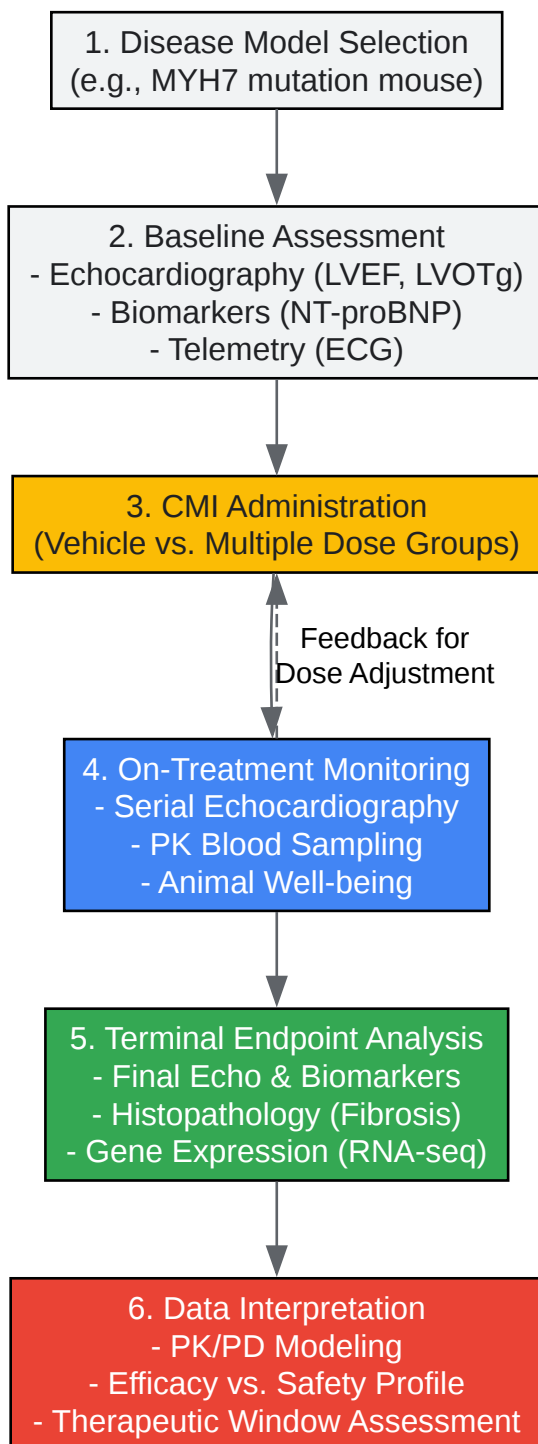 1. Disease Model Selection
(e.g., MYH7 mutation mouse)
2. Baseline Assessment
- Echocardiography (LVEF, LVOTg)
- Biomarkers (NT-proBNP)
- Telemetry (ECG)
3. CMI Administration
(Vehicle vs. Multiple Dose Groups)
Feedback for
Dose Adjustment
4. On-Treatment Monitoring
- Serial Echocardiography
- PK Blood Sampling
- Animal Well-being
5. Terminal Endpoint Analysis
- Final Echo & Biomarkers
- Histopathology (Fibrosis)
- Gene Expression (RNA-seq)
6. Data Interpretation
- PK/PD Modeling
- Efficacy vs. Safety Profile
- Therapeutic Window Assessment